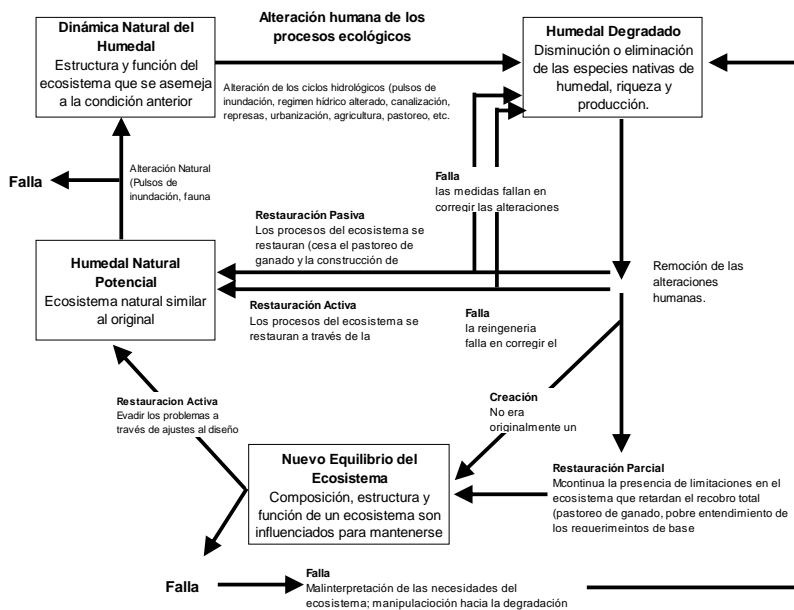 Dinámica Natural del
Humedal
Estructura y función del
ecosistema que se asemeja
a la condición anterior
Alteración humana de los
procesos ecológicos
Alteración de los ciclos hidrológicos (pulsos de
inundación, regimen hídrico alterado, canalización,
represas, urbanización, agricultura, pastoreo, etc.
Humedal Degradado
Disminución o eliminación
de las especies nativas de
humedal, riqueza y
producción.
Falla
Alteración Natural
(Pulsos de
inundación, fauna
Falla
las medidas fallan en
corregir las alteraciones
Restauración Pasiva
Los procesos del ecosistema se
restauran (cesa el pastoreo de
ganado y la construcción de
Humedal Natural
Potencial
Ecosistema natural similar
al original
Remoción de las
alteraciones
humanas.
Restauración Activa
Los procesos del ecosistema se
restauran a través de la
Falla
la reingeneria
falla en corregir el
Restauracion Activa
Evadir los problemas a
través de ajustes al diseño
Creación
No era
originalmente un
Nuevo Equilibrio del
Ecosistema
Composición, estructura y
función de un ecosistema son
influenciados para mantenerse
Restauración Parcial
Mcontinua la presencia de limitaciones en el
ecosistema que retardan el recobro total
(pastoreo de ganado, pobre entendimiento de
los requerimeintos de base
Falla
Falla
Malinterpretación de las necesidades del
ecosistema; manipulacioción hacia la degradación